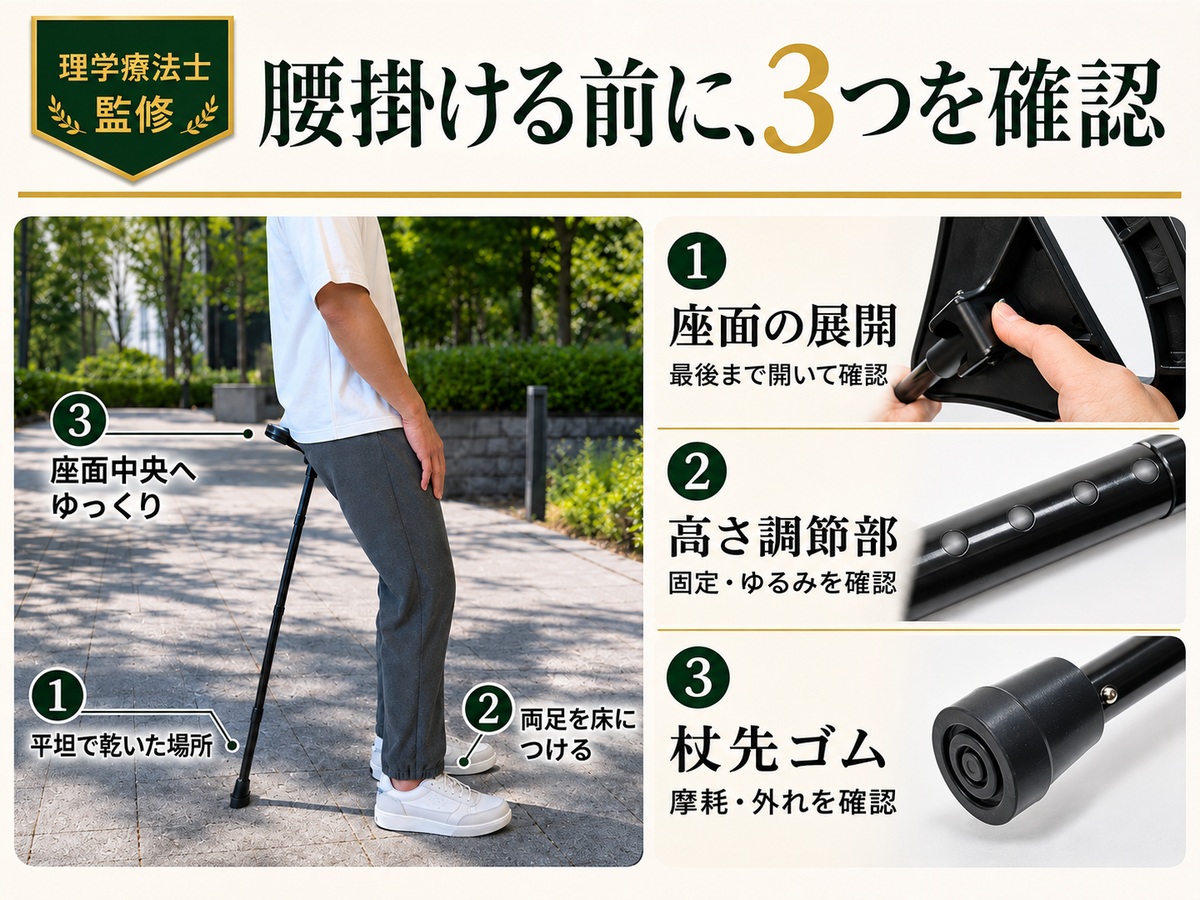 理学療法士
監修
腰掛ける前に、3つを確認
3
座面中央へ
ゆっくり
1
平坦で乾いた場所
2
両足を床に
つける
1
座面の展開
最後まで開いて確認
2
高さ調節部
固定・ゆるみを確認
3
杖先ゴム
摩耗・外れを確認